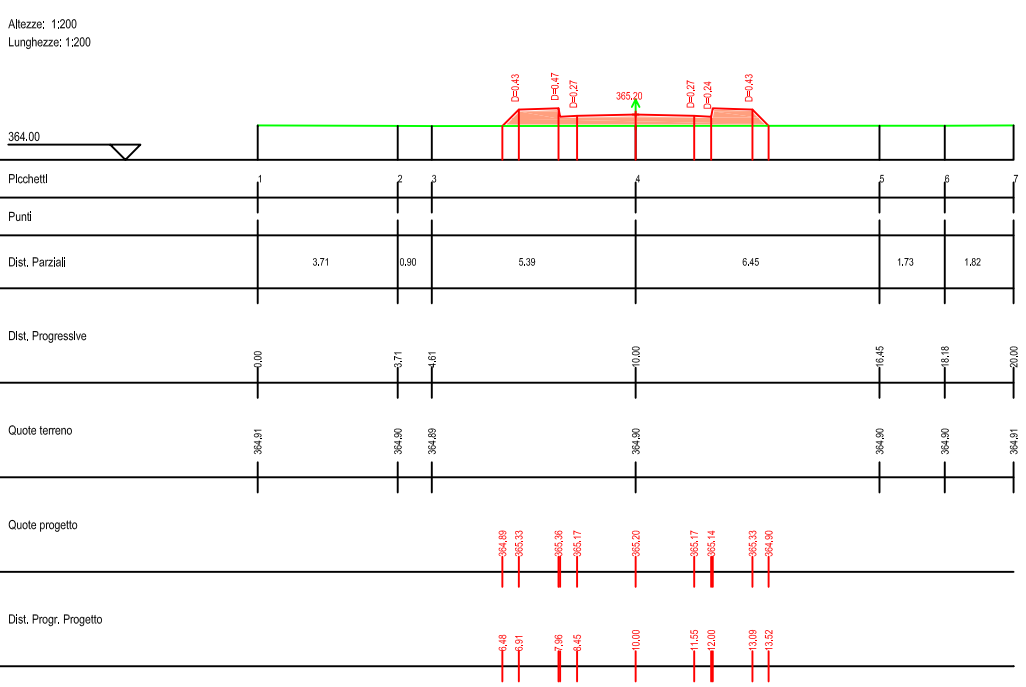 Altezze: 1:200
Lunghezze: 1:200
D=0.43 D=0.47 D=0.27 365.20 D=0.27 D=0.24 D=0.43
364.00
Picchetti 1 2 3 4 5 6 7
Punti
Dist. Parziali 3.71 0.90 5.39 6.45 1.73 1.82
Dist. Progressive 0.00 3.71 4.61 10.00 16.45 18.18 20.00
Quote terreno 364.91 364.90 364.89 364.90 364.90 364.90 364.91
Quote progetto 364.89 365.33 365.36 365.17 365.20 365.17 365.14 365.33 364.90
Dist. Progr. Progetto 6.48 6.91 7.96 8.45 10.00 11.55 12.00 13.09 13.52